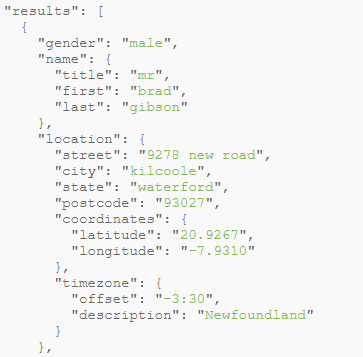 "results": [
{
"gender": "male",
"name": {
"title": "mr",
"first": "brad",
"last": "gibson"
},
"location": {
"street": "9278 new road",
"city": "kilcoole",
"state": "waterford",
"postcode": "93027",
"coordinates": {
"latitude": "20.9267",
"longitude": "-7.9310"
},
"timezone": {
"offset": "-3:30",
"description": "Newfoundland"
}
},